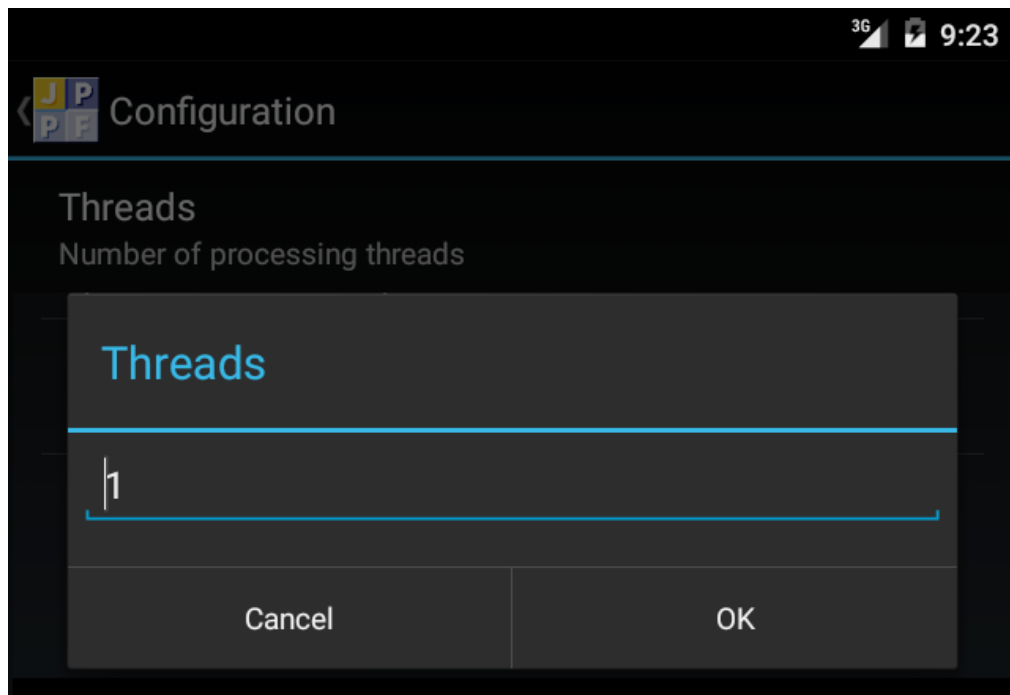 3G 9:23
J P
P F
Configuration
Threads
Number of processing threads
Threads
1
Cancel OK